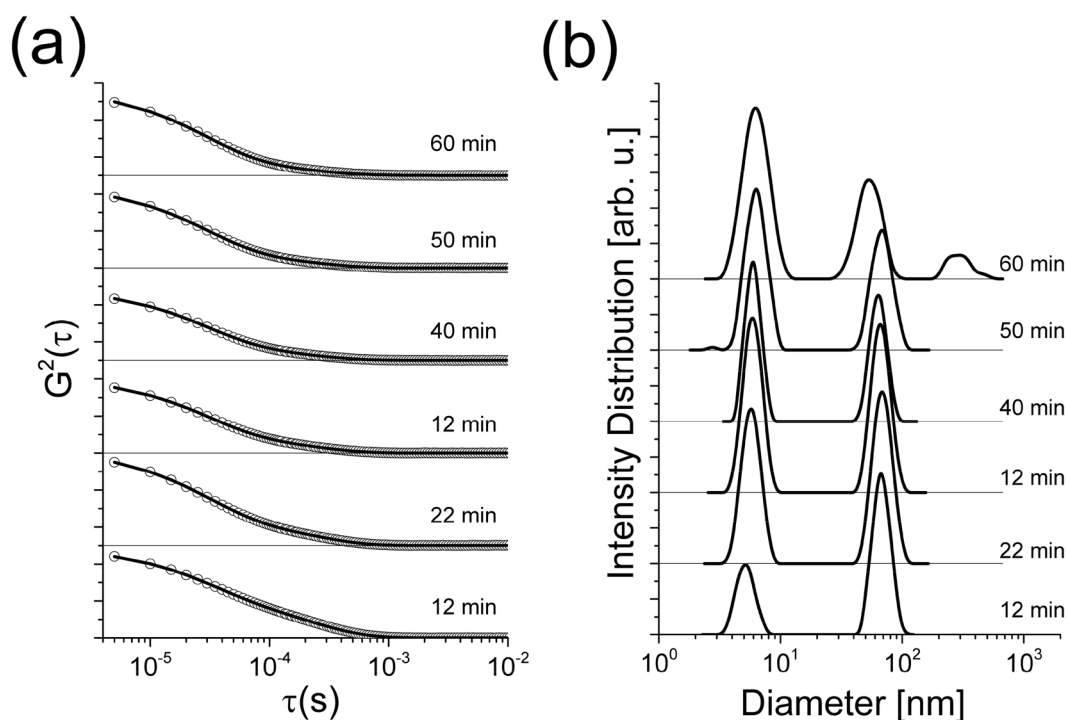 (a)
G²(τ)
60 min
50 min
40 min
12 min
22 min
12 min
10⁻⁵ 10⁻⁴ 10⁻³ 10⁻²
τ(s)
(b)
Intensity Distribution [arb. u.]
60 min
50 min
40 min
12 min
22 min
12 min
10⁰ 10¹ 10² 10³
Diameter [nm]